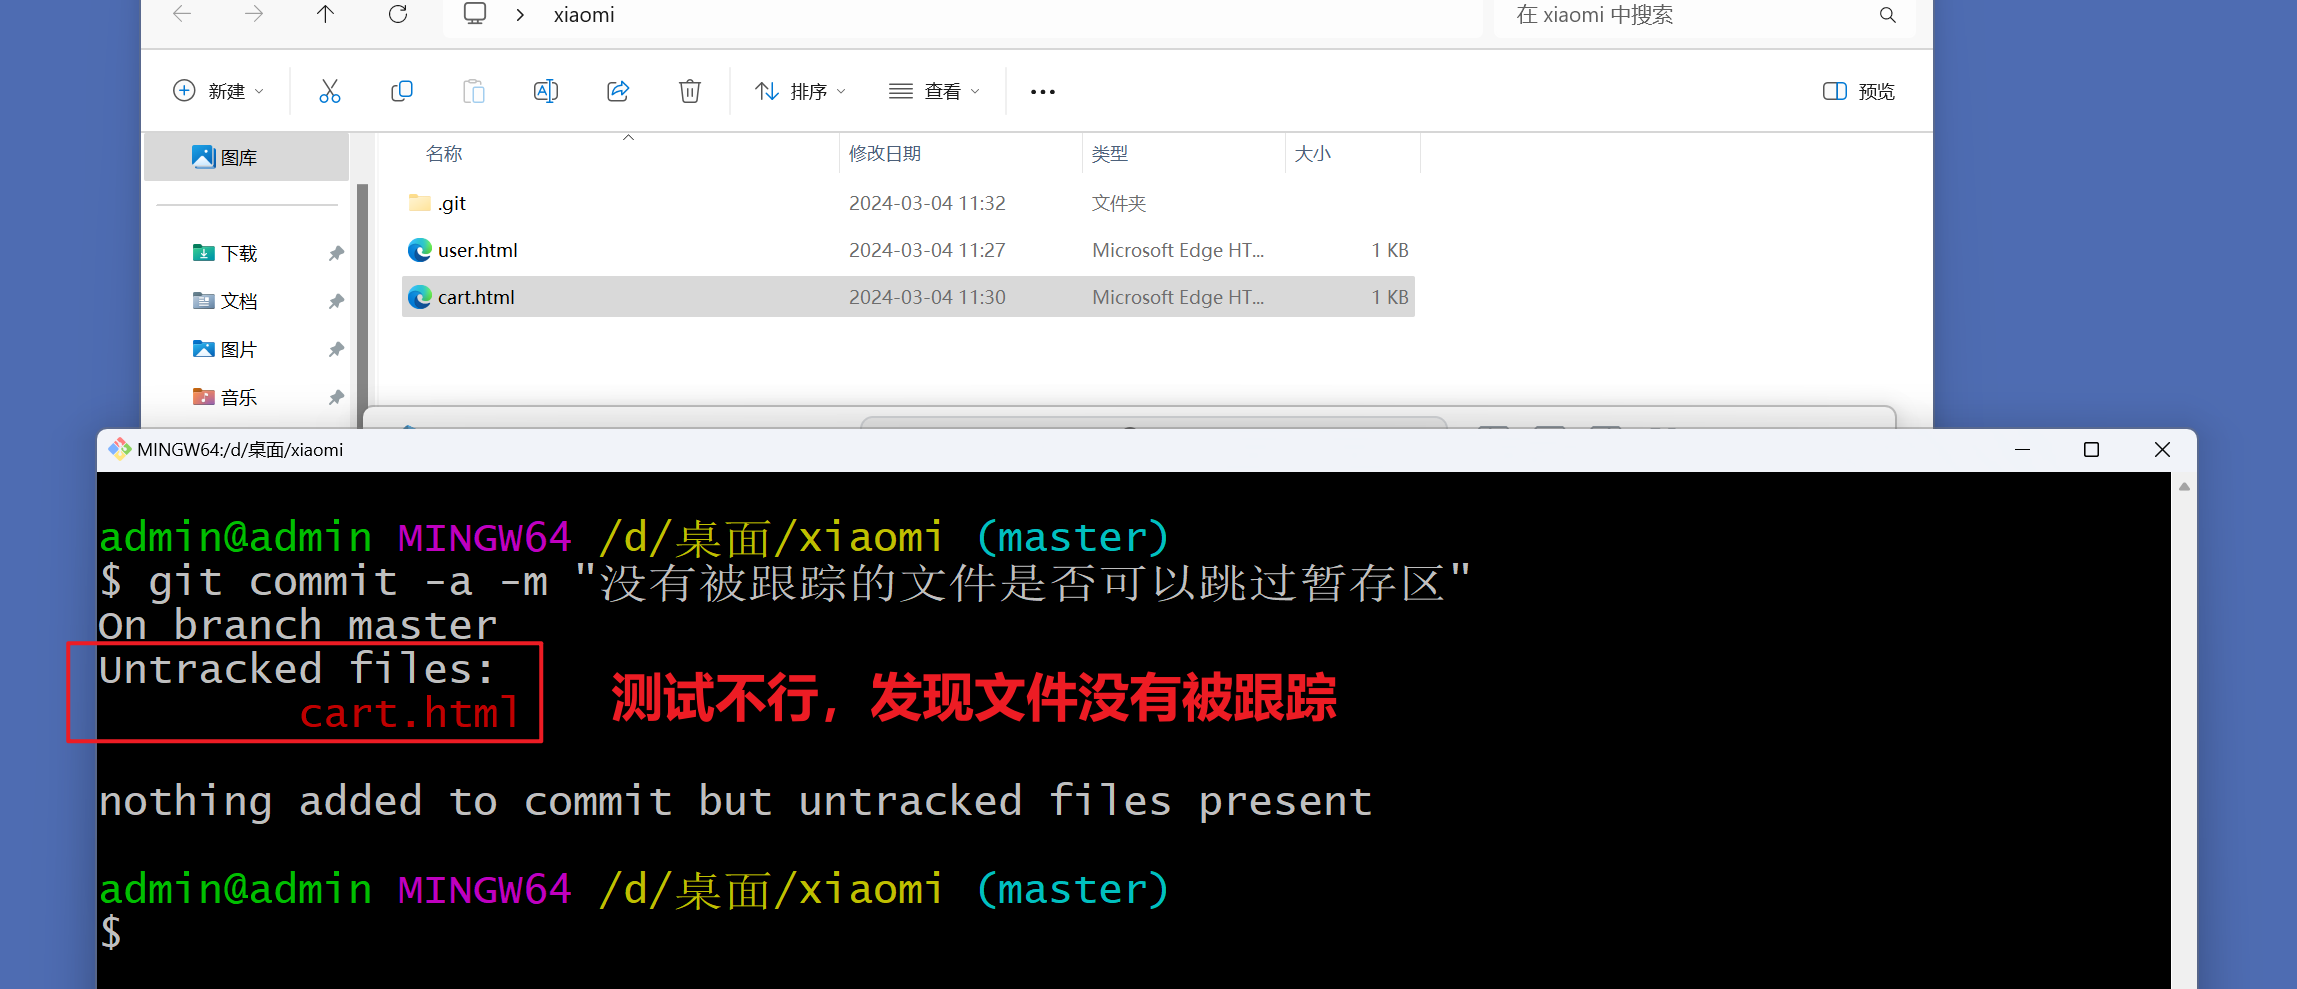 xiaomi
在 xiaomi 中搜索
新建
排序
查看
预览
图库
名称
修改日期
类型
大小
.git
2024-03-04 11:32
文件夹
下载
user.html
2024-03-04 11:27
Microsoft Edge HT...
1 KB
文档
cart.html
2024-03-04 11:30
Microsoft Edge HT...
1 KB
图片
音乐
MINGW64:/d/桌面/xiaomi
admin@admin MINGW64 /d/桌面/xiaomi (master)
$ git commit -a -m "没有被跟踪的文件是否可以跳过暂存区"
On branch master
Untracked files:
cart.html
测试不行，发现文件没有被跟踪
nothing added to commit but untracked files present
admin@admin MINGW64 /d/桌面/xiaomi (master)
$